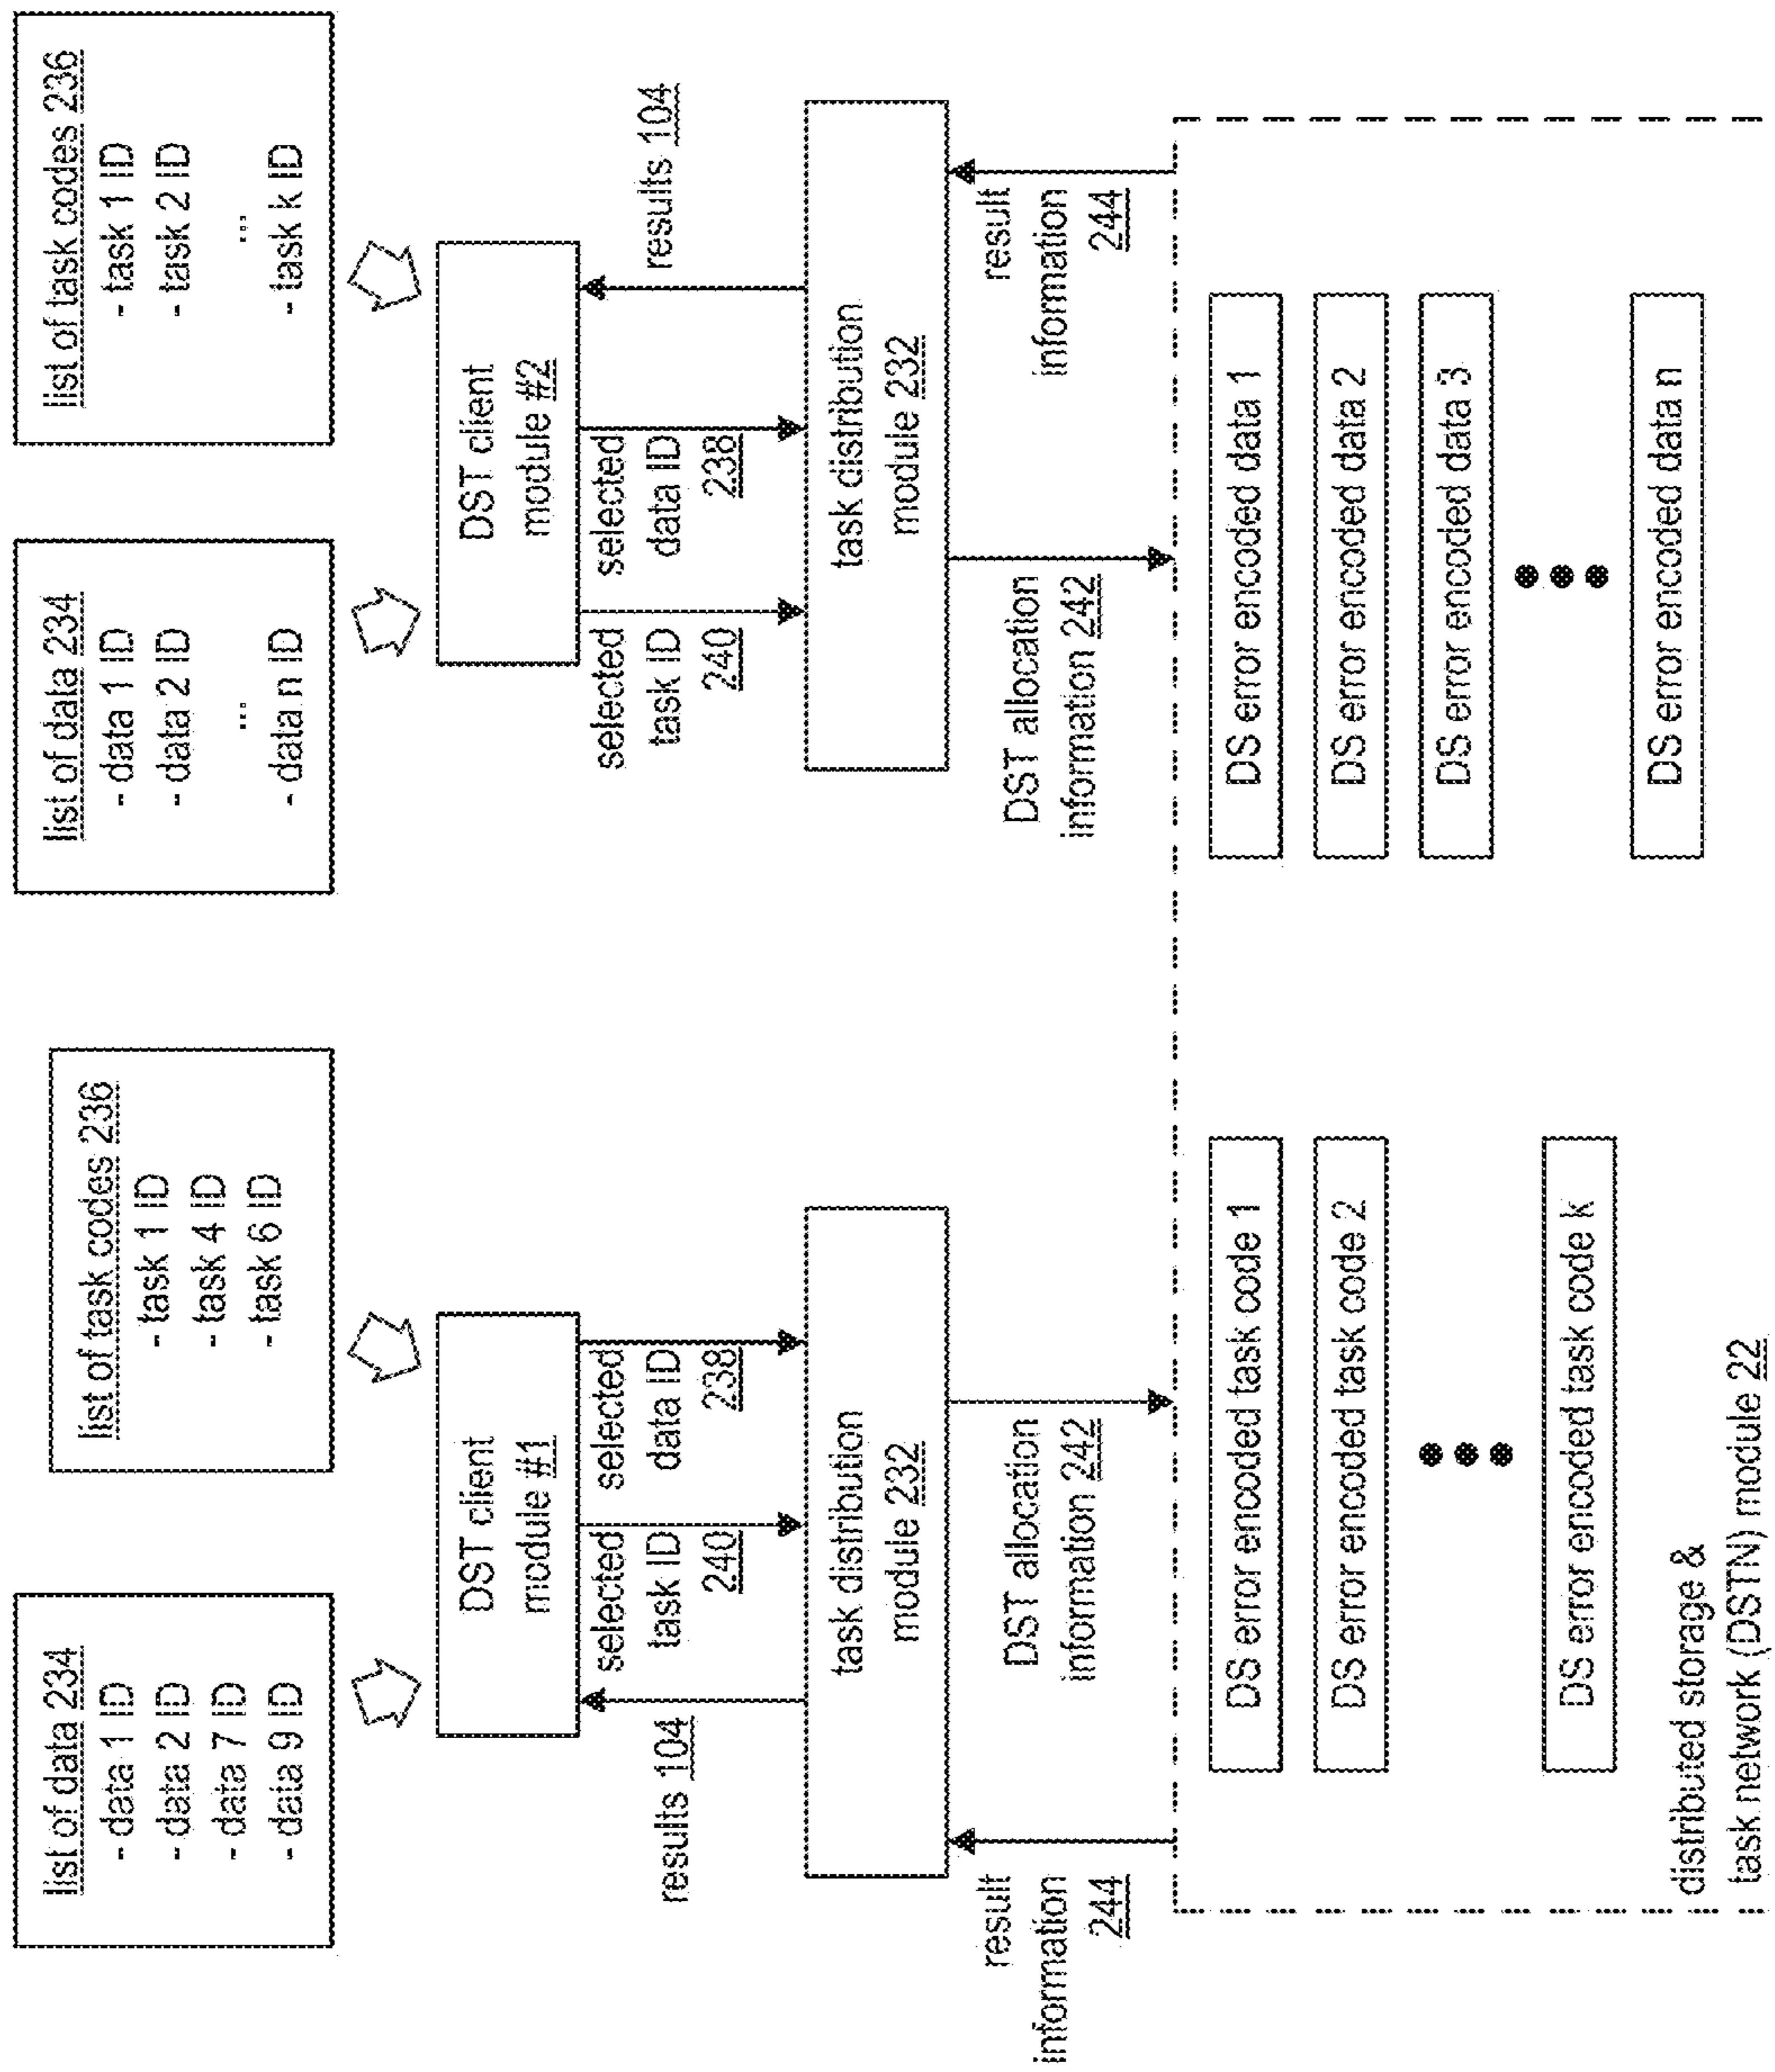 list of data 234
- data 1 ID
- data 2 ID
- data 7 ID
- data 9 ID
list of task codes 236
- task 1 ID
- task 4 ID
- task 6 ID
list of data 234
- data 1 ID
- data 2 ID
...
- data n ID
list of task codes 236
- task 1 ID
- task 2 ID
...
- task k ID
DST client
module #1
DST client
module #2
results 104
selected
task ID
240
selected
data ID
238
selected
task ID
240
selected
data ID
238
results 104
task distribution
module 232
task distribution
module 232
result
information
244
DST allocation
information 242
DST allocation
information 242
result
information
244
DS error encoded task code 1
DS error encoded task code 2
DS error encoded task code k
DS error encoded data 1
DS error encoded data 2
DS error encoded data 3
DS error encoded data n
distributed storage &
task network (DSTN) module 22